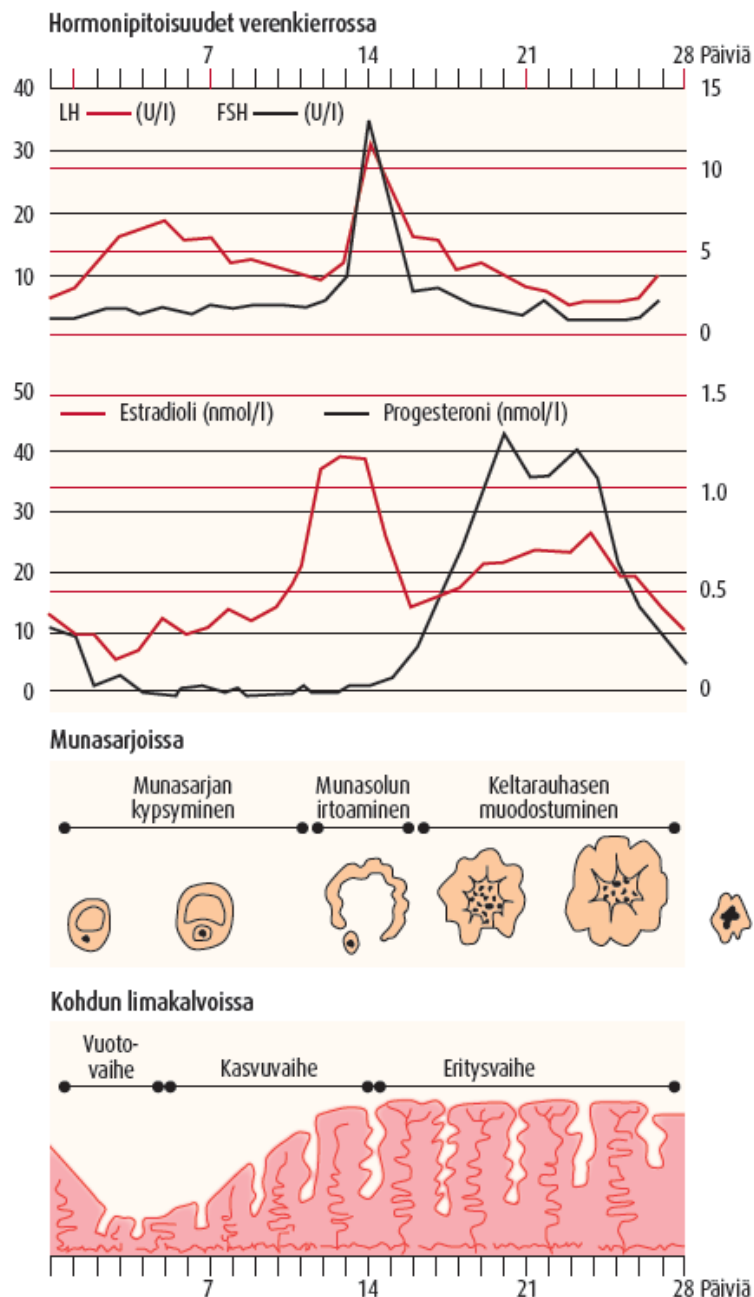 Hormonipitoisuudet verenkierrossa
7 14 21 28 Päiviä
40 15
LH (U/l) FSH (U/l)
30
10
20
5
10
0
50 1.5
Estradioli (nmol/l) Progesteroni (nmol/l)
40
1.0
30
20
0.5
10
0 0
Munasarjoissa
Munasarjan
kypsyminen
Munasolun
irtoaminen
Keltarauhasen
muodostuminen
Kohdun limakalvoissa
Vuoto-
vaihe
Kasvuvaihe
Eritysvaihe
7 14 21 28 Päiviä